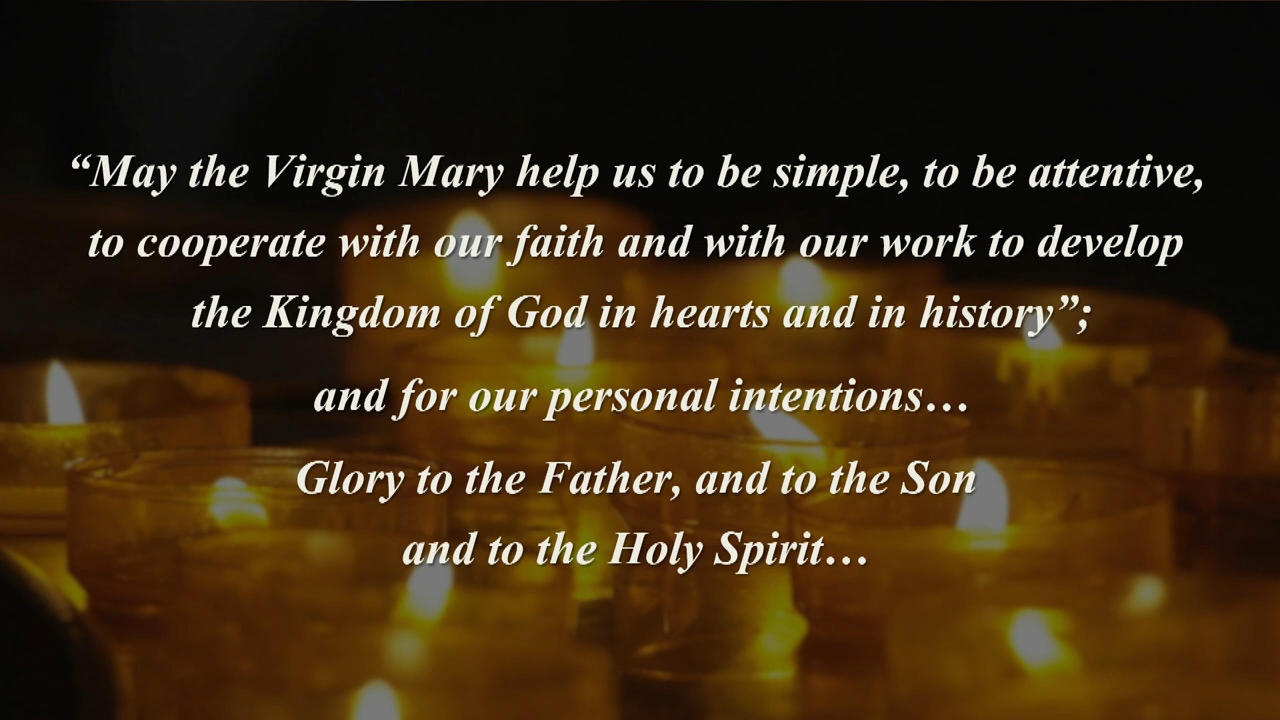 “May the Virgin Mary help us to be simple, to be attentive,
to cooperate with our faith and with our work to develop
the Kingdom of God in hearts and in history”;
and for our personal intentions…
Glory to the Father, and to the Son
and to the Holy Spirit…